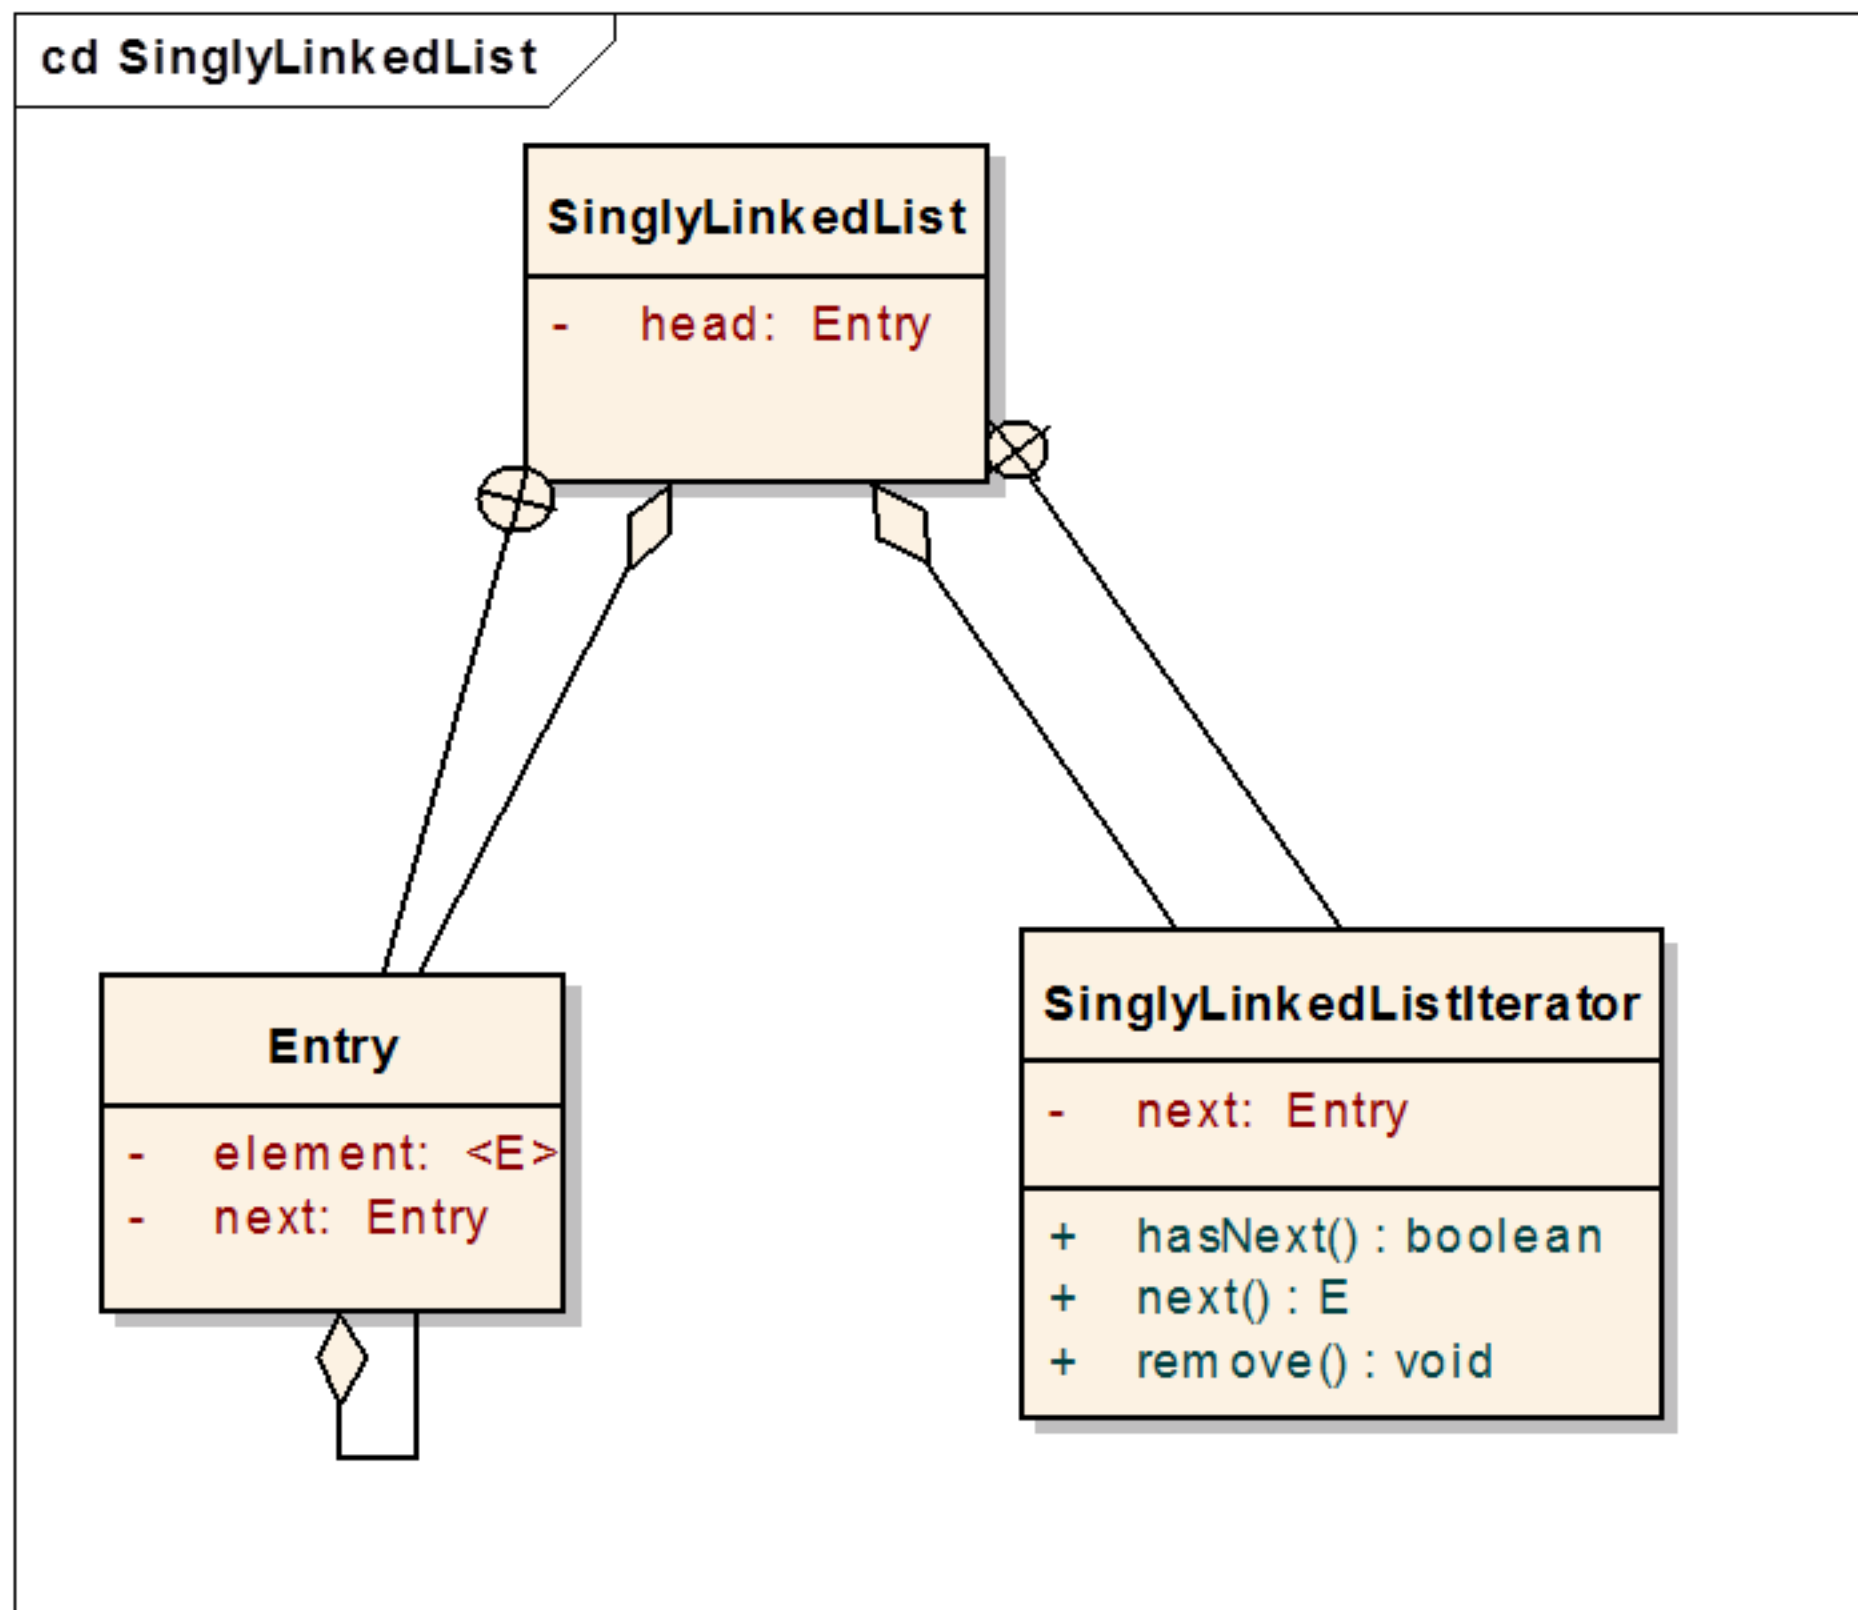 cd SinglyLinkedList
SinglyLinkedList
- head: Entry
Entry
- element: <E>
- next: Entry
SinglyLinkedListIterator
- next: Entry
+ hasNext() : boolean
+ next() : E
+ remove() : void